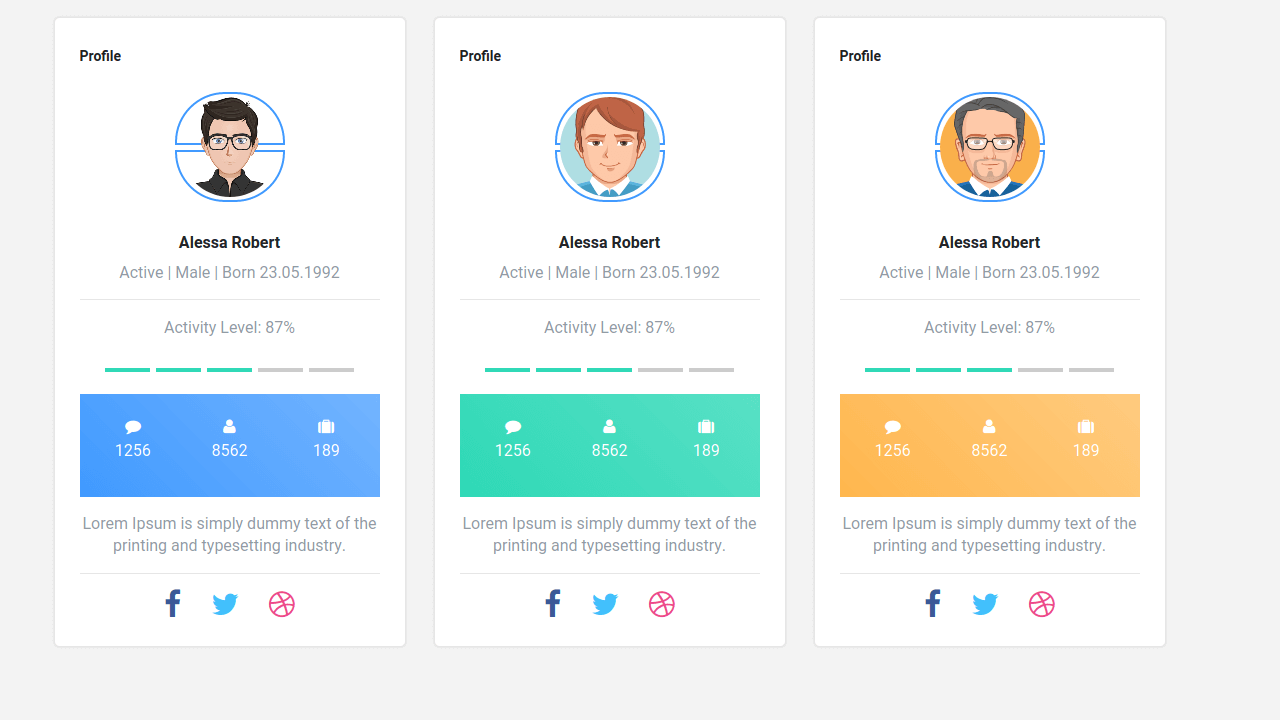 Profile
Alessa Robert
Active | Male | Born 23.05.1992
Activity Level: 87%
1256 8562 189
Lorem Ipsum is simply dummy text of the
printing and typesetting industry.
Profile
Alessa Robert
Active | Male | Born 23.05.1992
Activity Level: 87%
1256 8562 189
Lorem Ipsum is simply dummy text of the
printing and typesetting industry.
Profile
Alessa Robert
Active | Male | Born 23.05.1992
Activity Level: 87%
1256 8562 189
Lorem Ipsum is simply dummy text of the
printing and typesetting industry.